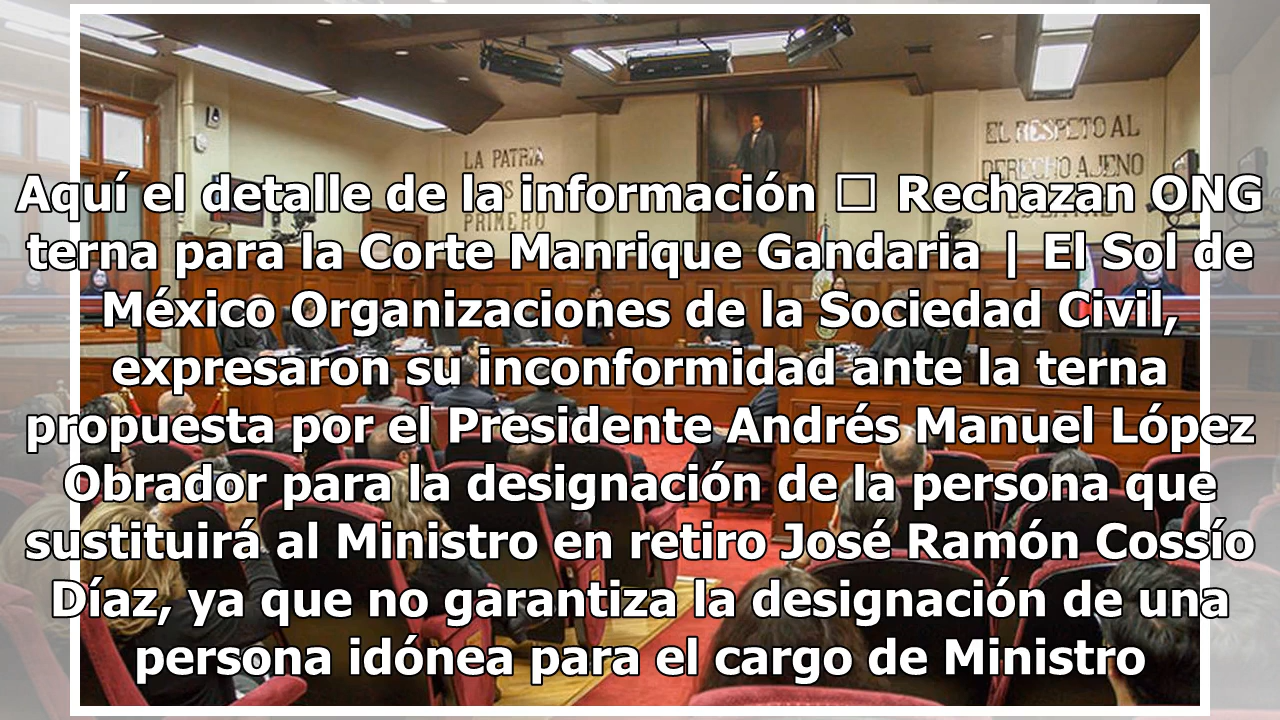 Aquí el detalle de la información □ Rechazan ONG
terna para la Corte Manrique Gandaria | El Sol de
México Organizaciones de la Sociedad Civil,
expresaron su inconformidad ante la terna
propuesta por el Presidente Andrés Manuel López
Obrador para la designación de la persona que
sustituirá al Ministro en retiro José Ramón Cossío
Díaz, ya que no garantiza la designación de una
persona idónea para el cargo de Ministro
LA PATRIA
PRIMERO
EL RESPETO AL
DERECHO AJENO